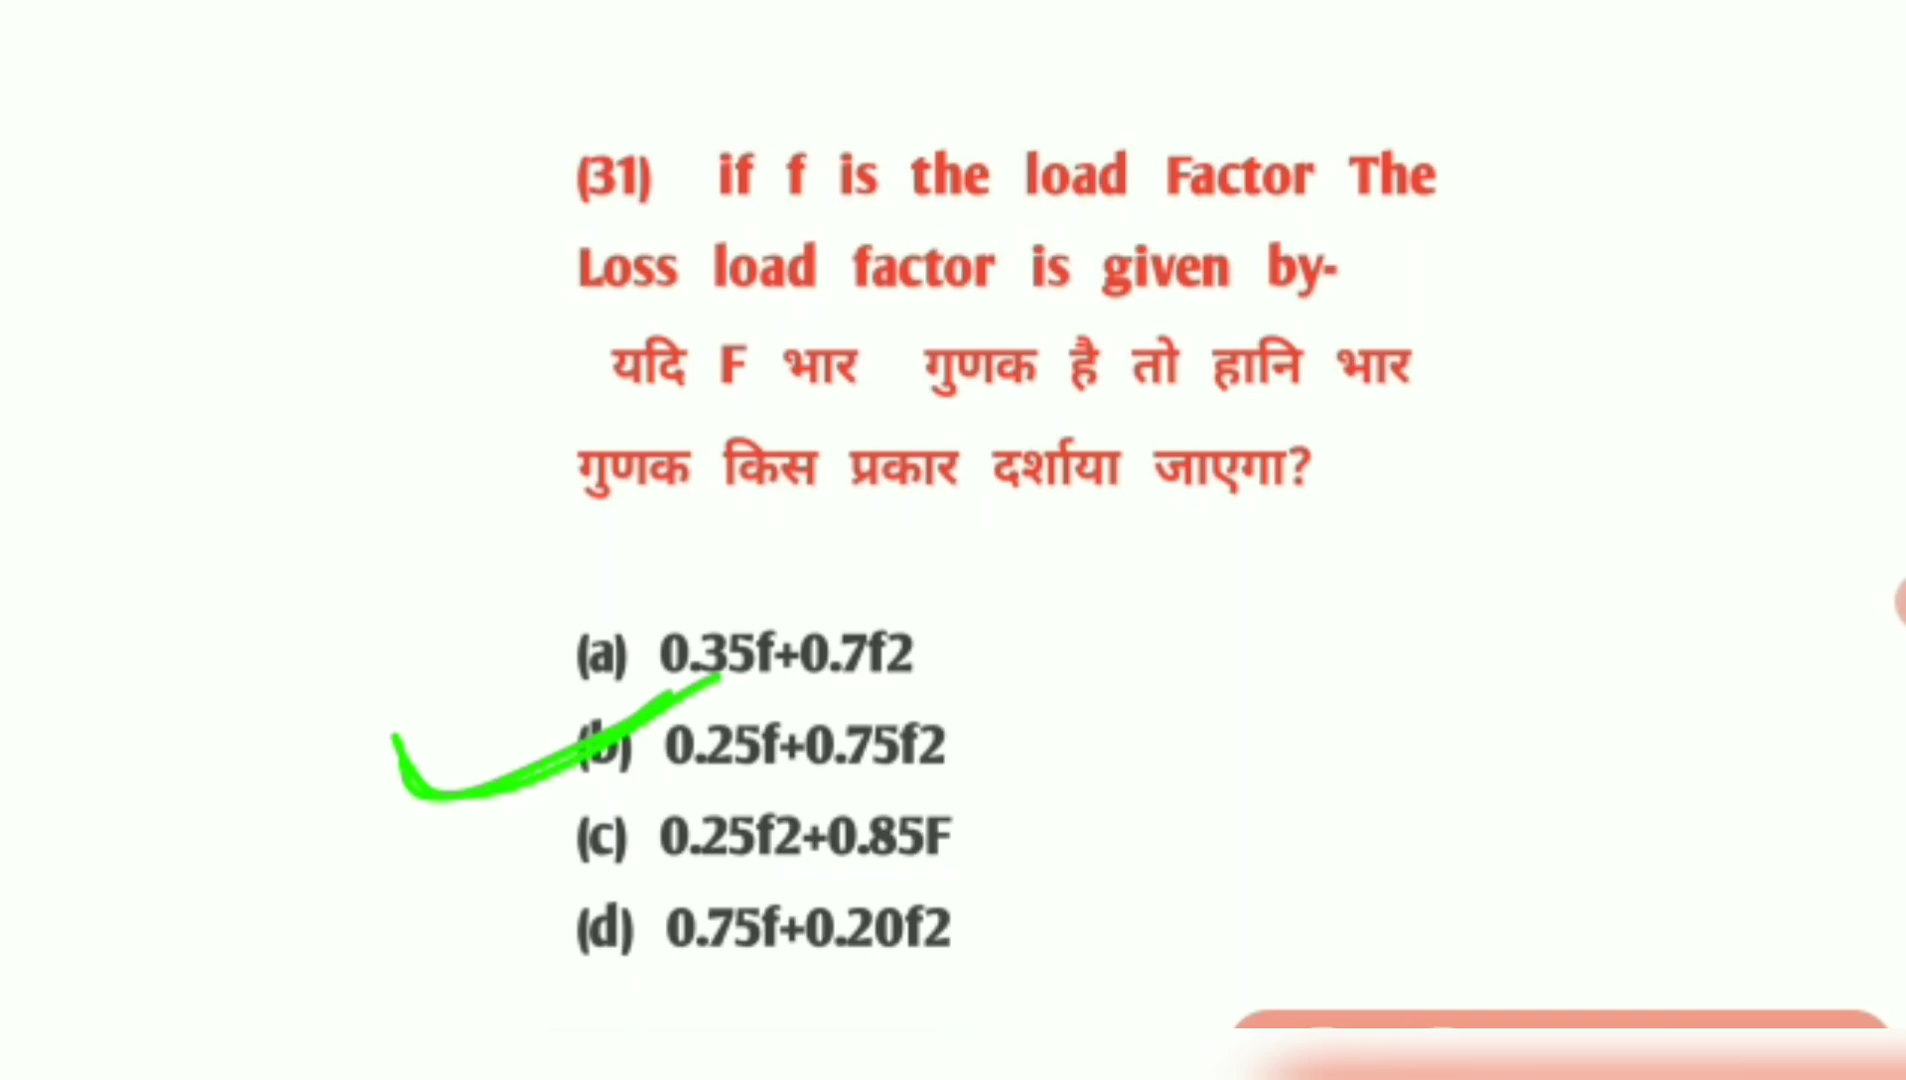 (31) if f is the load Factor The
Loss load factor is given by-
यदि F भार गुणक है तो हानि भार
गुणक किस प्रकार दर्शाया जाएगा?
(a) 0.35f+0.7f2
(b) 0.25f+0.75f2
(c) 0.25f2+0.85F
(d) 0.75f+0.20f2